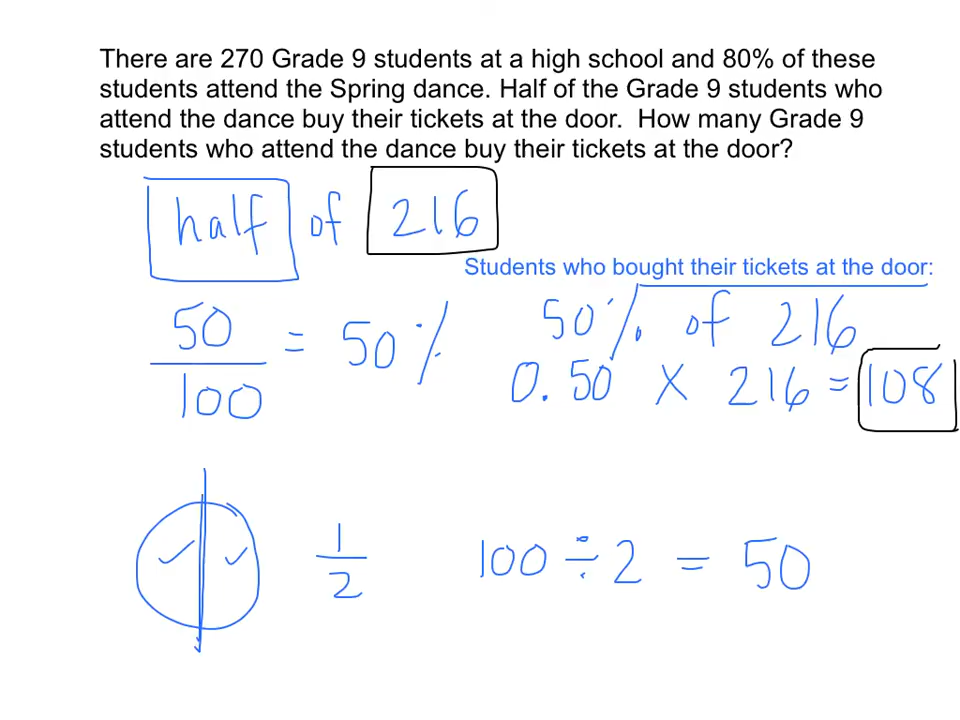 There are 270 Grade 9 students at a high school and 80% of these
students attend the Spring dance. Half of the Grade 9 students who
attend the dance buy their tickets at the door.  How many Grade 9
students who attend the dance buy their tickets at the door?
half of 216
Students who bought their tickets at the door:
50/100 = 50%
50% of 216
0.50 x 216 = 108
1/2
100 ÷ 2 = 50